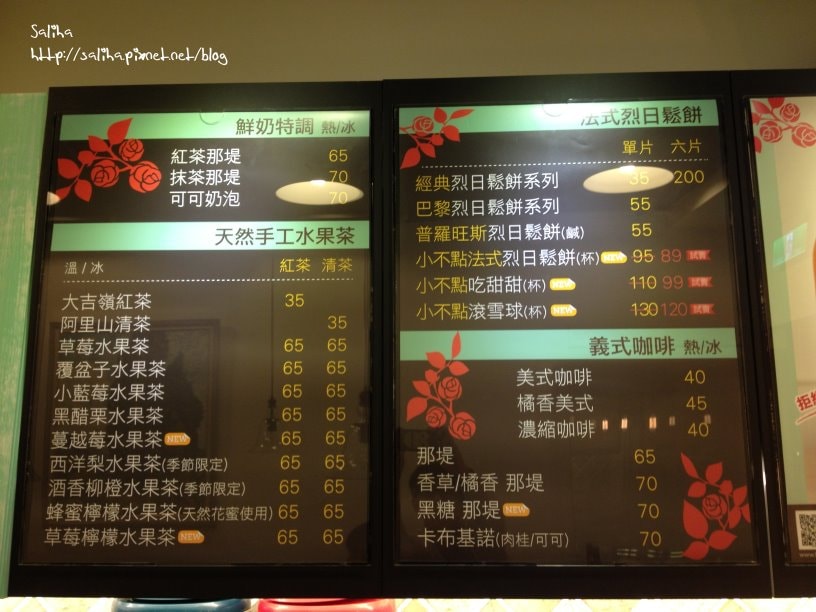 Saliha
http://saliha.pixnet.net/blog
鮮奶特調 熱/冰
紅茶那堤 65
抹茶那堤 70
可可奶泡 70
天然手工水果茶
溫/冰 紅茶 清茶
大吉嶺紅茶 35
阿里山清茶 35
草莓水果茶 65 65
覆盆子水果茶 65 65
小藍莓水果茶 65 65
黑醋栗水果茶 65 65
蔓越莓水果茶 NEW 65 65
西洋梨水果茶(季節限定) 65 65
酒香柳橙水果茶(季節限定) 65 65
蜂蜜檸檬水果茶(天然花蜜使用) 65 65
草莓檸檬水果茶 NEW 65 65
法式烈日鬆餅
單片 六片
經典烈日鬆餅系列 35 200
巴黎烈日鬆餅系列 55
普羅旺斯烈日鬆餅(鹹) 55
小不點法式烈日鬆餅(杯) NEW 95 89 試賣
小不點吃甜甜(杯) NEW 110 99 試賣
小不點滾雪球(杯) NEW 130 120 試賣
義式咖啡 熱/冰
美式咖啡 40
橘香美式 45
濃縮咖啡 40
那堤 65
香草/橘香 那堤 70
黑糖 那堤 NEW 70
卡布基諾(肉桂/可可) 70